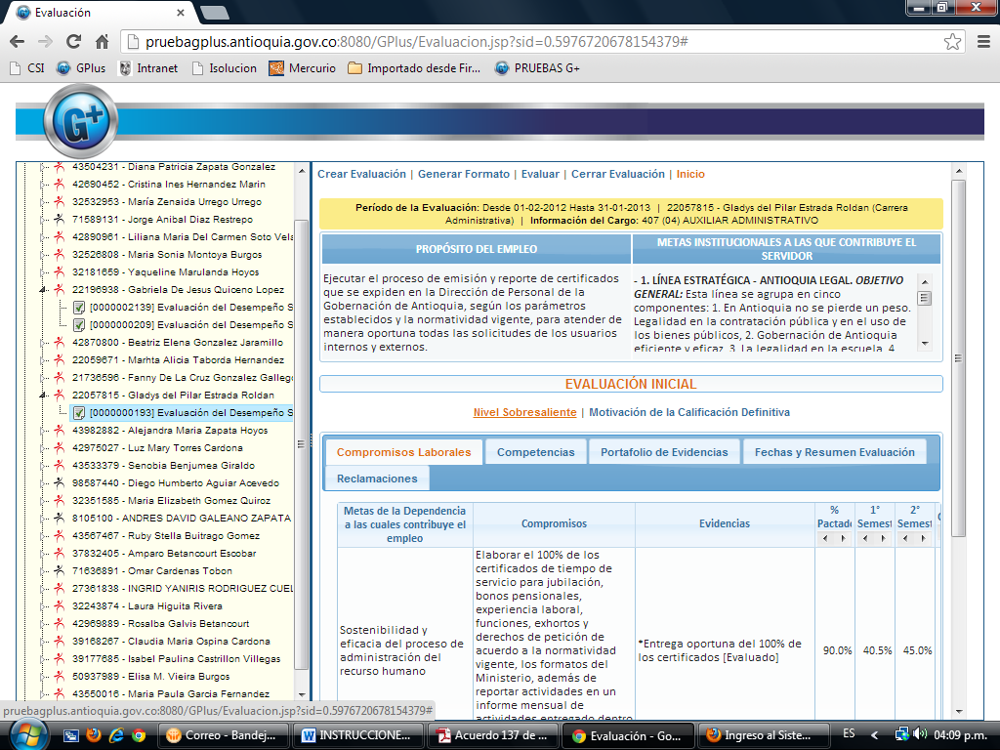 Evaluación
pruebagplus.antioquia.gov.co:8080/GPlus/Evaluacion.jsp?sid=0.5976720678154379#
CSI GPlus Intranet Isolucion Mercurio Importado desde Fir... PRUEBAS G+
G+
43504231 - Diana Patricia Zapata Gonzalez
42690452 - Cristina Ines Hernandez Marin
32532953 - María Zenaida Urrego Urrego
71589131 - Jorge Anibal Diaz Restrepo
42890961 - Liliana Maria Del Carmen Soto Vela
32526808 - Maria Sonia Montoya Burgos
32181659 - Yaqueline Marulanda Hoyos
22196938 - Gabriela De Jesus Quiceno Lopez
[0000002139] Evaluación del Desempeño S
[0000000209] Evaluación del Desempeño S
42870800 - Beatriz Elena Gonzalez Jaramillo
22059671 - Marhta Alicia Taborda Hernandez
21736596 - Fanny De La Cruz Gonzalez Galleg
22057815 - Gladys del Pilar Estrada Roldan
[0000000193] Evaluación del Desempeño S
43982882 - Alejandra Maria Zapata Hoyos
42975027 - Luz Mary Torres Cardona
43533379 - Senobia Benjumea Giraldo
98587440 - Diego Humberto Aguiar Acevedo
32351585 - Maria Elizabeth Gomez Quiroz
8105100 - ANDRES DAVID GALEANO ZAPATA
43567467 - Ruby Stella Buitrago Gomez
37832405 - Amparo Betancourt Escobar
71636891 - Omar Cardenas Tobon
27361838 - INGRID YANIRIS RODRIGUEZ CUEL
32243874 - Laura Higuita Rivera
42969889 - Rosalba Galvis Betancourt
39168267 - Claudia Maria Ospina Cardona
39177685 - Isabel Paulina Castrillon Villegas
50937989 - Elisa M. Vieira Burgos
43550016 - Maria Paula Garcia Fernandez
Crear Evaluación | Generar Formato | Evaluar | Cerrar Evaluación | Inicio
Período de la Evaluación: Desde 01-02-2012 Hasta 31-01-2013 | 22057815 - Gladys del Pilar Estrada Roldan (Carrera
Administrativa) | Información del Cargo: 407 (04) AUXILIAR ADMINISTRATIVO
PROPÓSITO DEL EMPLEO
Ejecutar el proceso de emisión y reporte de certificados
que se expiden en la Dirección de Personal de la
Gobernación de Antioquia, según los parámetros
establecidos y la normatividad vigente, para atender de
manera oportuna todas las solicitudes de los usuarios
internos y externos.
METAS INSTITUCIONALES A LAS QUE CONTRIBUYE EL
SERVIDOR
- 1. LÍNEA ESTRATÉGICA - ANTIOQUIA LEGAL. OBJETIVO
GENERAL: Esta línea se agrupa en cinco
componentes: 1. En Antioquia no se pierde un peso.
Legalidad en la contratación pública y en el uso de
los bienes públicos, 2. Gobernación de Antioquia
eficiente y eficaz, 3. La legalidad en la escuela, 4.
EVALUACIÓN INICIAL
Nivel Sobresaliente | Motivación de la Calificación Definitiva
Compromisos Laborales Competencias Portafolio de Evidencias Fechas y Resumen Evaluación
Reclamaciones
Metas de la Dependencia
a las cuales contribuye el
empleo
Compromisos
Evidencias
%
Pactado
1°
Semest
2°
Semest
Sostenibilidad y
eficacia del proceso de
administración del
recurso humano
Elaborar el 100% de los
certificados de tiempo de
servicio para jubilación,
bonos pensionales,
experiencia laboral,
funciones, exhortos y
derechos de petición de
acuerdo a la normatividad
vigente, los formatos del
Ministerio, además de
reportar actividades en un
informe mensual de
actividades entregado dentro
*Entrega oportuna del 100% de
los certificados [Evaluado]
90.0% 40.5% 45.0%
pruebagplus.antioquia.gov.co:8080/GPlus/Evaluacion.jsp?sid=0.5976720678154379#
Correo - Bandej... INSTRUCCIONE... Acuerdo 137 de ... Evaluación - Go... Ingreso al Siste... ES 04:09 p.m.